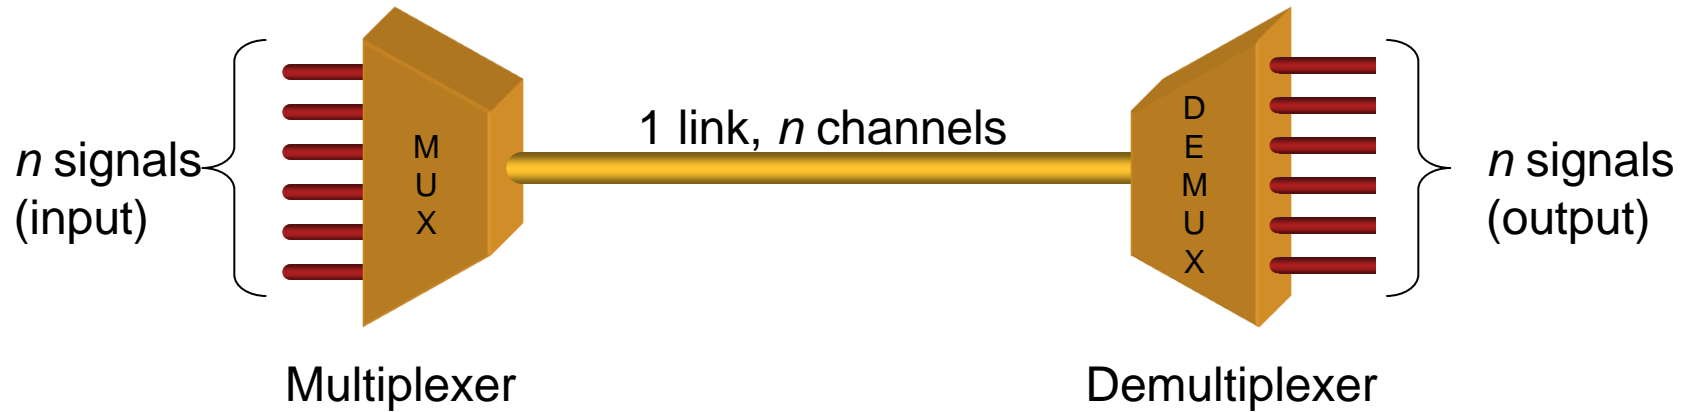 n signals
(input)
M
U
X
1 link, n channels
D
E
M
U
X
n signals
(output)
Multiplexer
Demultiplexer